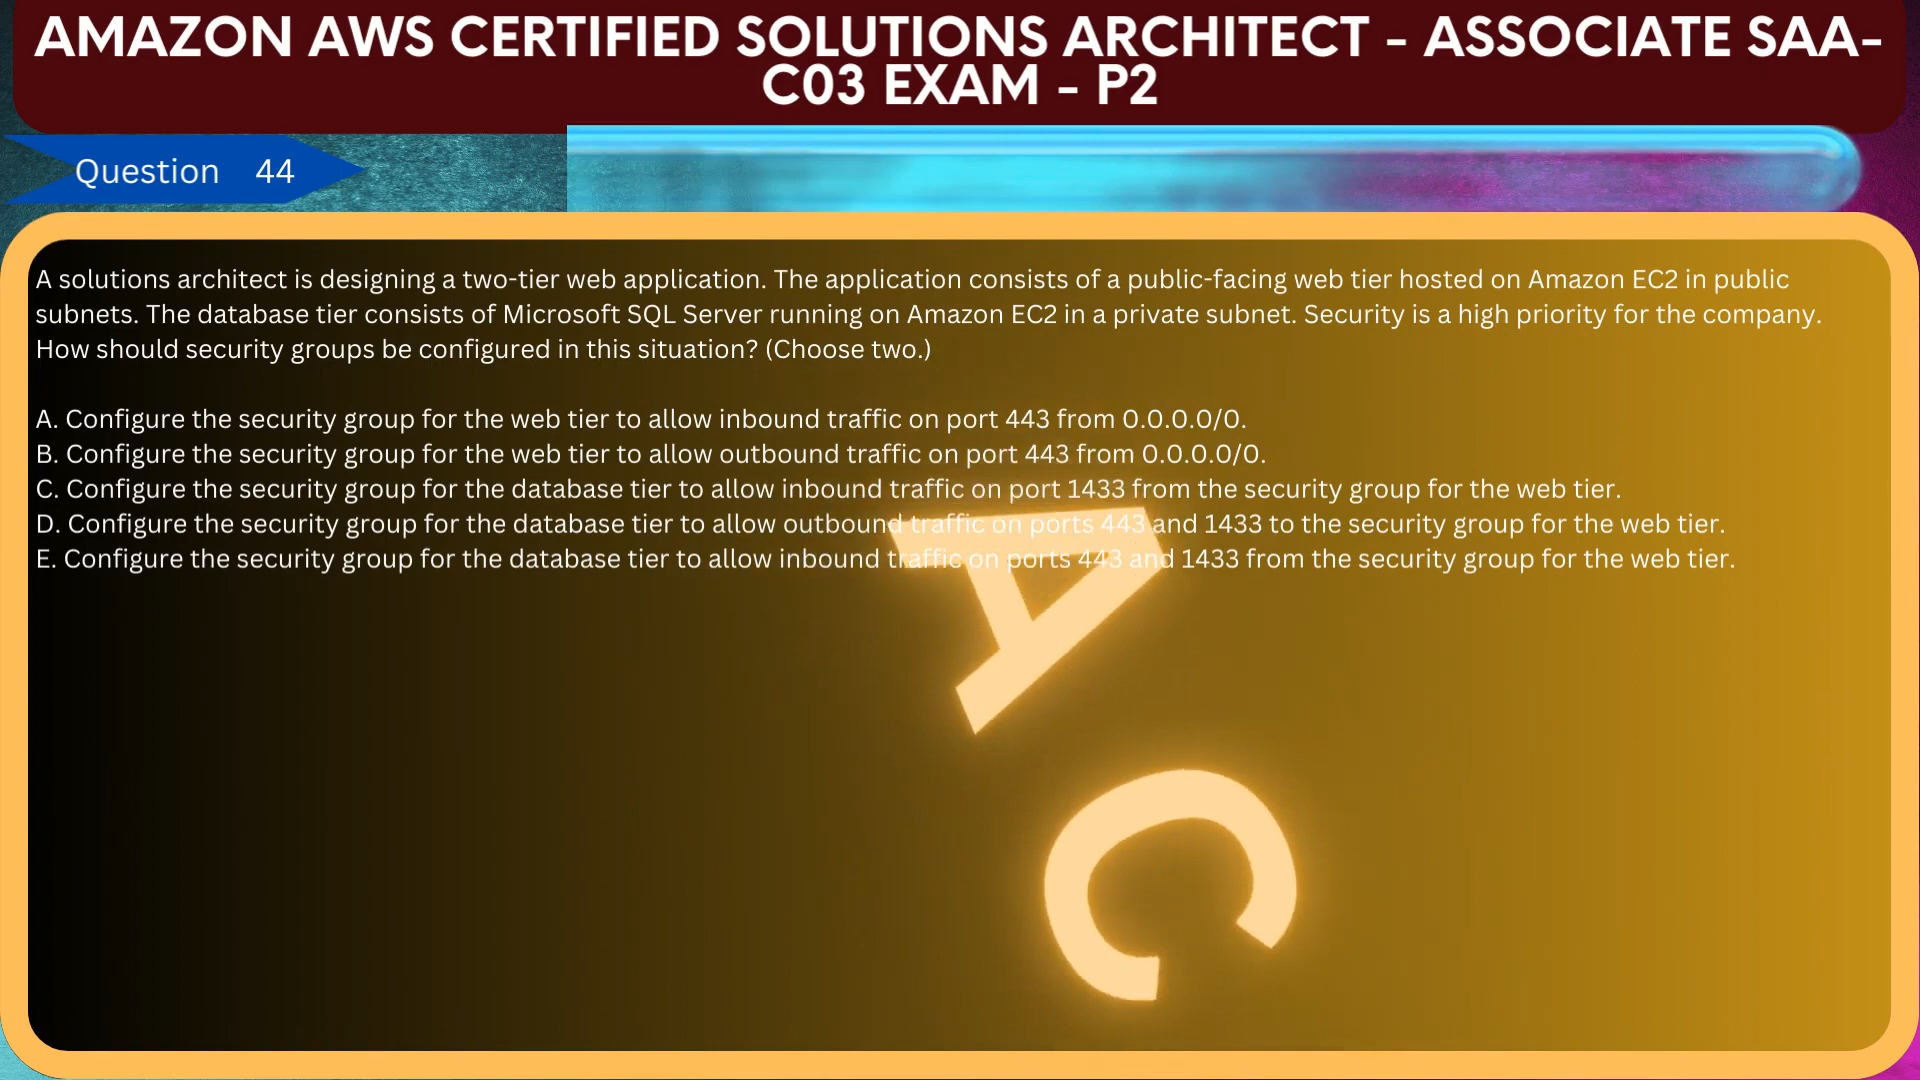 AMAZON AWS CERTIFIED SOLUTIONS ARCHITECT - ASSOCIATE SAA-
C03 EXAM - P2
Question 44
A solutions architect is designing a two-tier web application. The application consists of a public-facing web tier hosted on Amazon EC2 in public
subnets. The database tier consists of Microsoft SQL Server running on Amazon EC2 in a private subnet. Security is a high priority for the company.
How should security groups be configured in this situation? (Choose two.)
A. Configure the security group for the web tier to allow inbound traffic on port 443 from 0.0.0.0/0.
B. Configure the security group for the web tier to allow outbound traffic on port 443 from 0.0.0.0/0.
C. Configure the security group for the database tier to allow inbound traffic on port 1433 from the security group for the web tier.
D. Configure the security group for the database tier to allow outbound traffic on ports 443 and 1433 to the security group for the web tier.
E. Configure the security group for the database tier to allow inbound traffic on ports 443 and 1433 from the security group for the web tier.
A
C